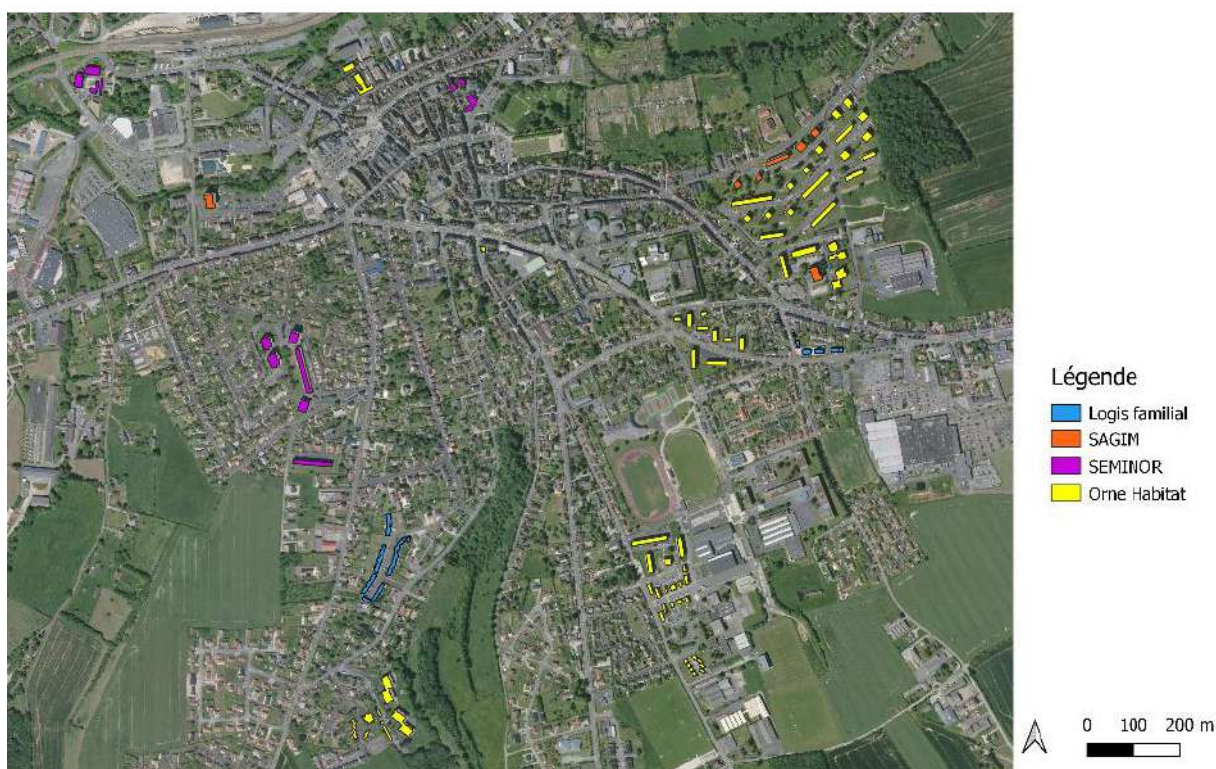 Légende
Logis familial
SAGIM
SEMINOR
Orne Habitat
0 100 200 m